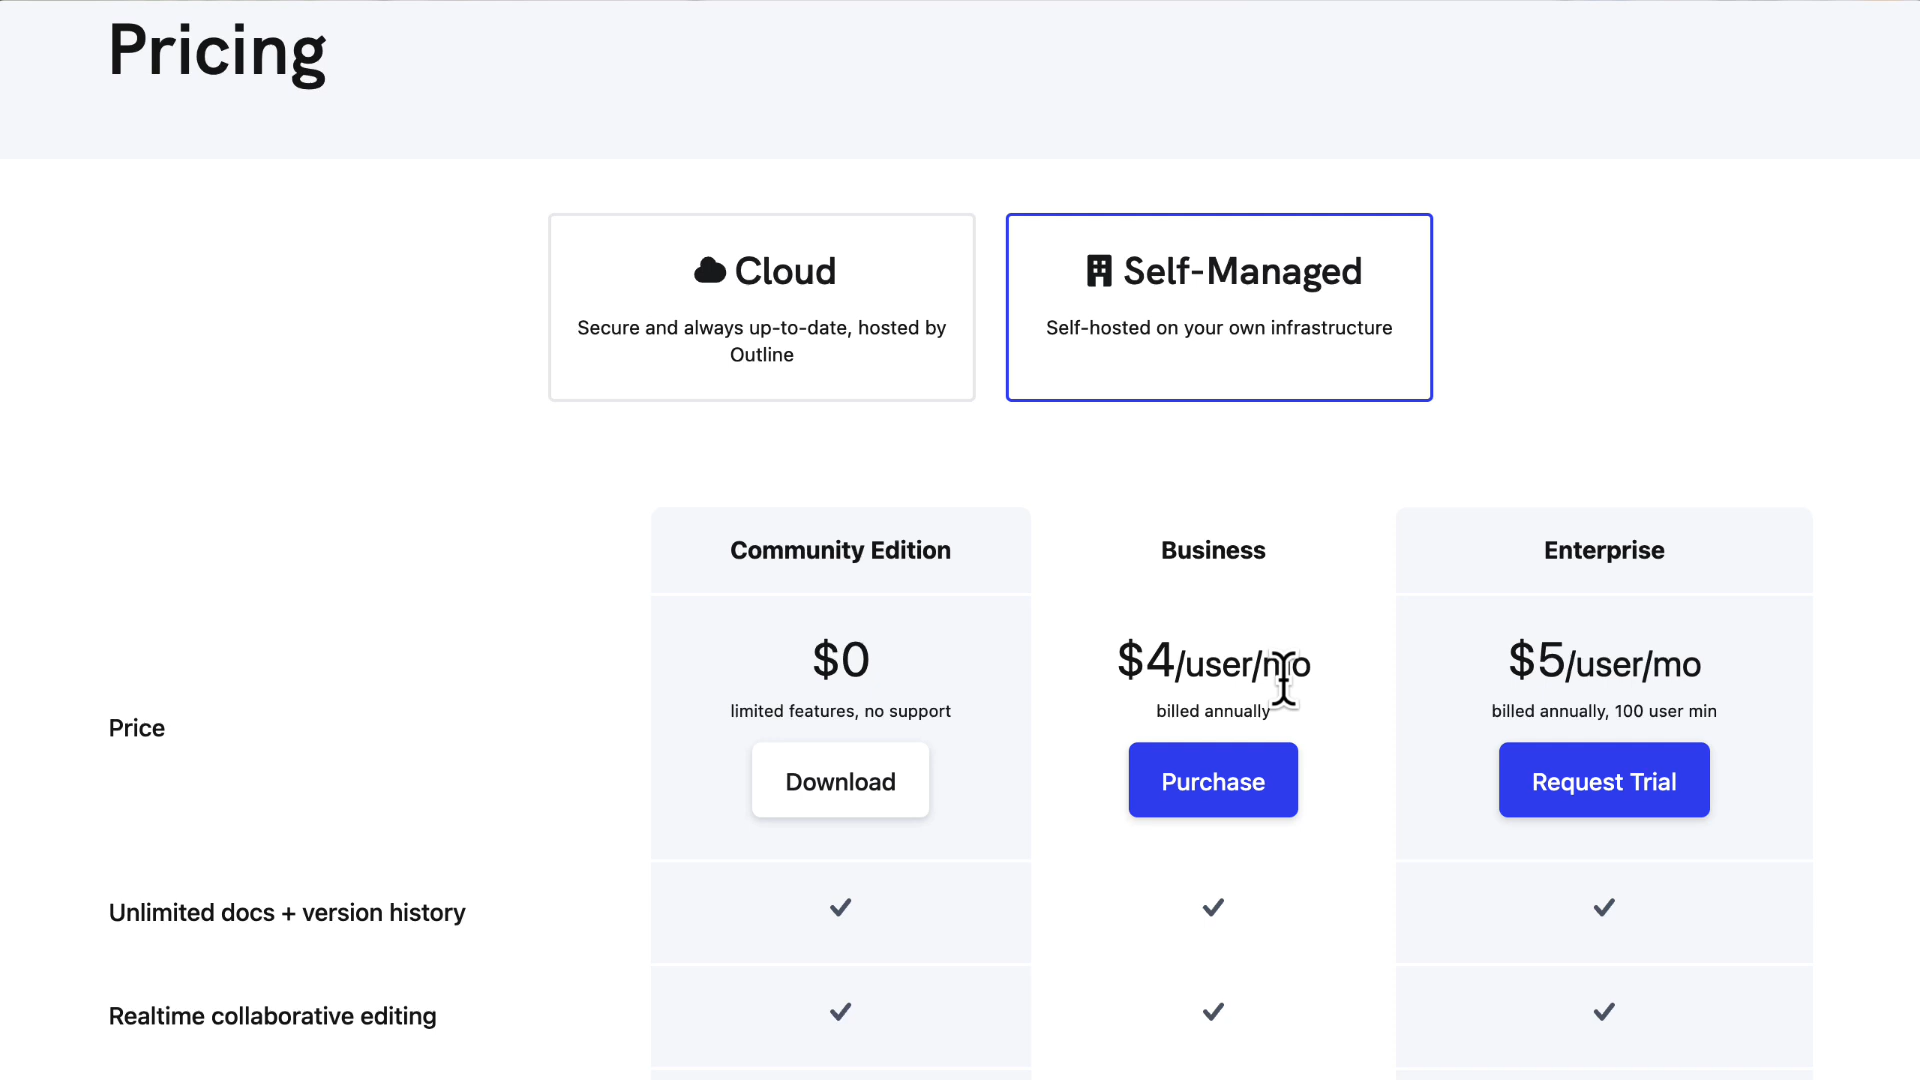 Pricing
Cloud
Secure and always up-to-date, hosted by
Outline
Self-Managed
Self-hosted on your own infrastructure
Community Edition
Business
Enterprise
$0
$4/user/mo
$5/user/mo
limited features, no support
billed annually
billed annually, 100 user min
Price
Download
Purchase
Request Trial
Unlimited docs + version history
Realtime collaborative editing